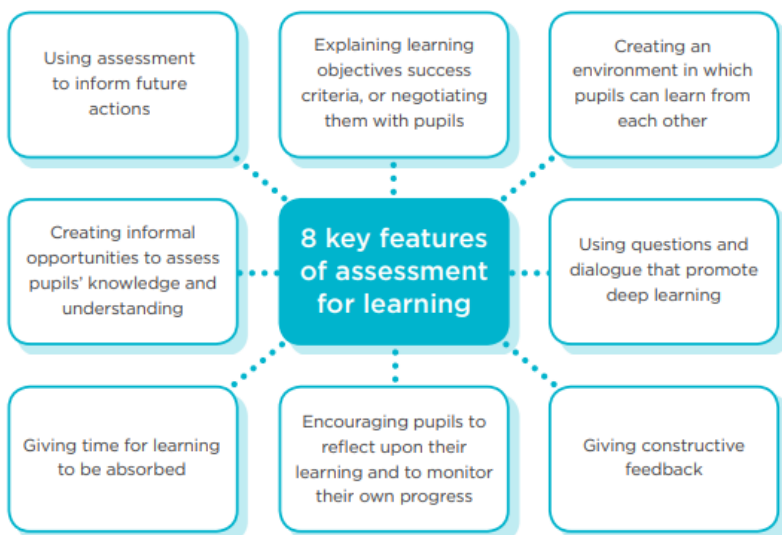 Using assessment
to inform future
actions
Explaining learning
objectives success
criteria, or negotiating
them with pupils
Creating an
environment in which
pupils can learn from
each other
Creating informal
opportunities to assess
pupils' knowledge and
understanding
8 key features
of assessment
for learning
Using questions and
dialogue that promote
deep learning
Giving time for learning
to be absorbed
Encouraging pupils to
reflect upon their
learning and to monitor
their own progress
Giving constructive
feedback